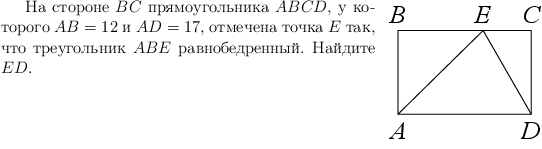 На стороне BC прямоугольника ABCD, у ко-
торого AB = 12 и AD = 17, отмечена точка E так,
что треугольник ABE равнобедренный. Найдите
ED.
B E C
A D